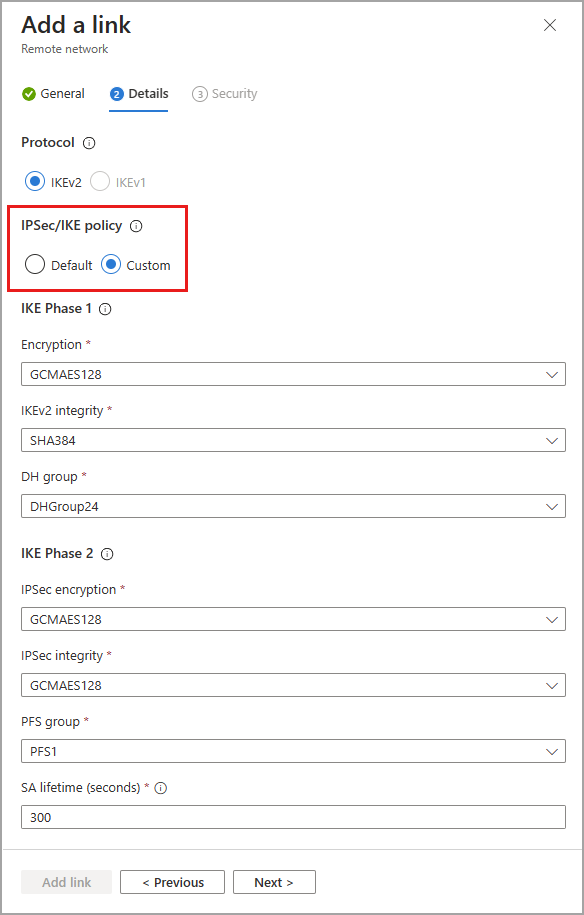 Add a link
Remote network
General 2 Details 3 Security
Protocol
IKEv2 IKEv1
IPSec/IKE policy
Default Custom
IKE Phase 1
Encryption *
GCMAES128
IKEv2 integrity *
SHA384
DH group *
DHGroup24
IKE Phase 2
IPSec encryption *
GCMAES128
IPSec integrity *
GCMAES128
PFS group *
PFS1
SA lifetime (seconds) *
300
Add link < Previous Next >